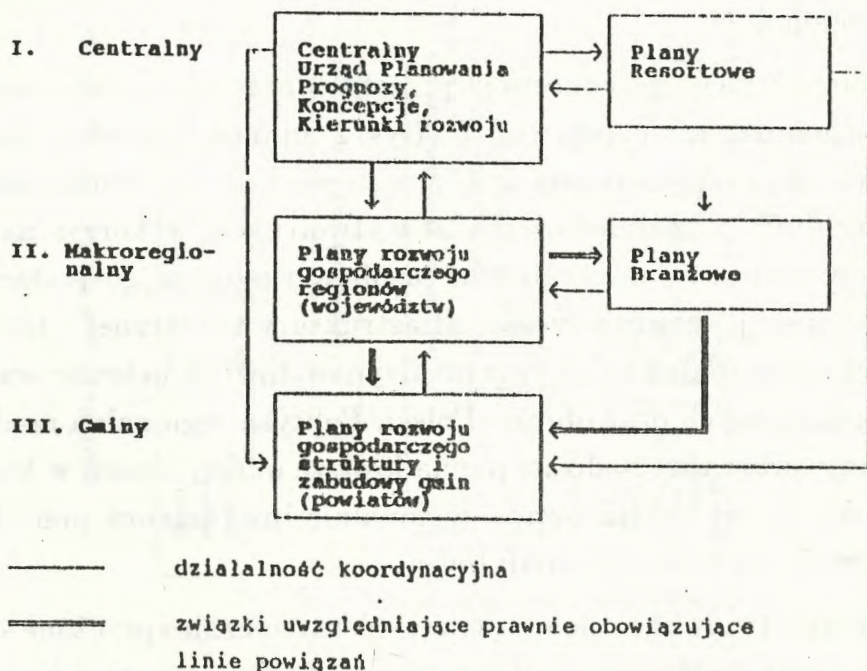 I. Centralny
Centralny
Urząd Planowania
Prognozy,
Koncepcje,
Kierunki rozwoju
Plany
Resortowe
II. Makroregio-
nalny
Plany rozwoju
gospodarczego
regionów
(województw)
Plany
Branżowe
III. Gminy
Plany rozwoju
gospodarczego
struktury i
zabudowy gmin
(powiatów)
działalność koordynacyjna
związki uwzględniające prawnie obowiązujące
linie powiązań